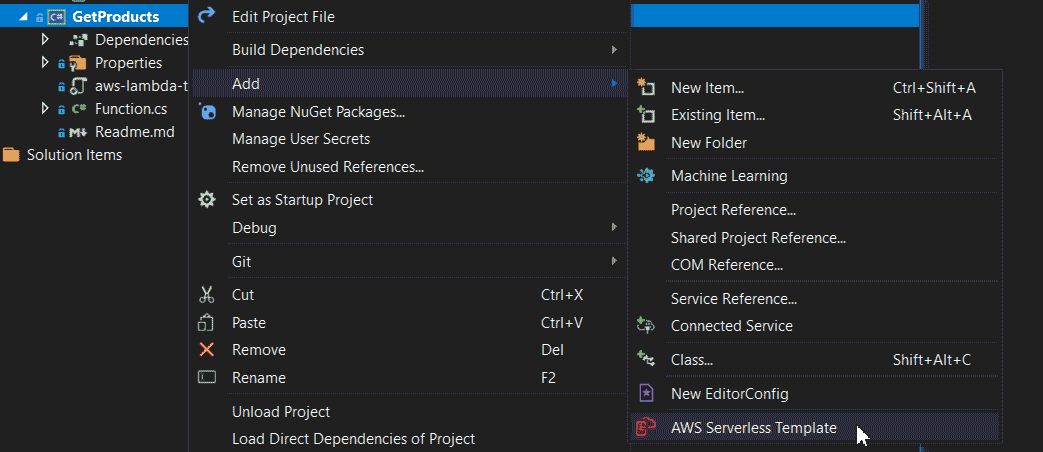 GetProducts
Dependencies
Properties
aws-lambda-t
C# Function.cs
Readme.md
Solution Items
Edit Project File
Build Dependencies
Add
Manage NuGet Packages...
Manage User Secrets
Remove Unused References...
Set as Startup Project
Debug
Git
Cut Ctrl+X
Paste Ctrl+V
Remove Del
Rename F2
Unload Project
Load Direct Dependencies of Project
New Item... Ctrl+Shift+A
Existing Item... Shift+Alt+A
New Folder
Machine Learning
Project Reference...
Shared Project Reference...
COM Reference...
Service Reference...
Connected Service
Class... Shift+Alt+C
New EditorConfig
AWS Serverless Template